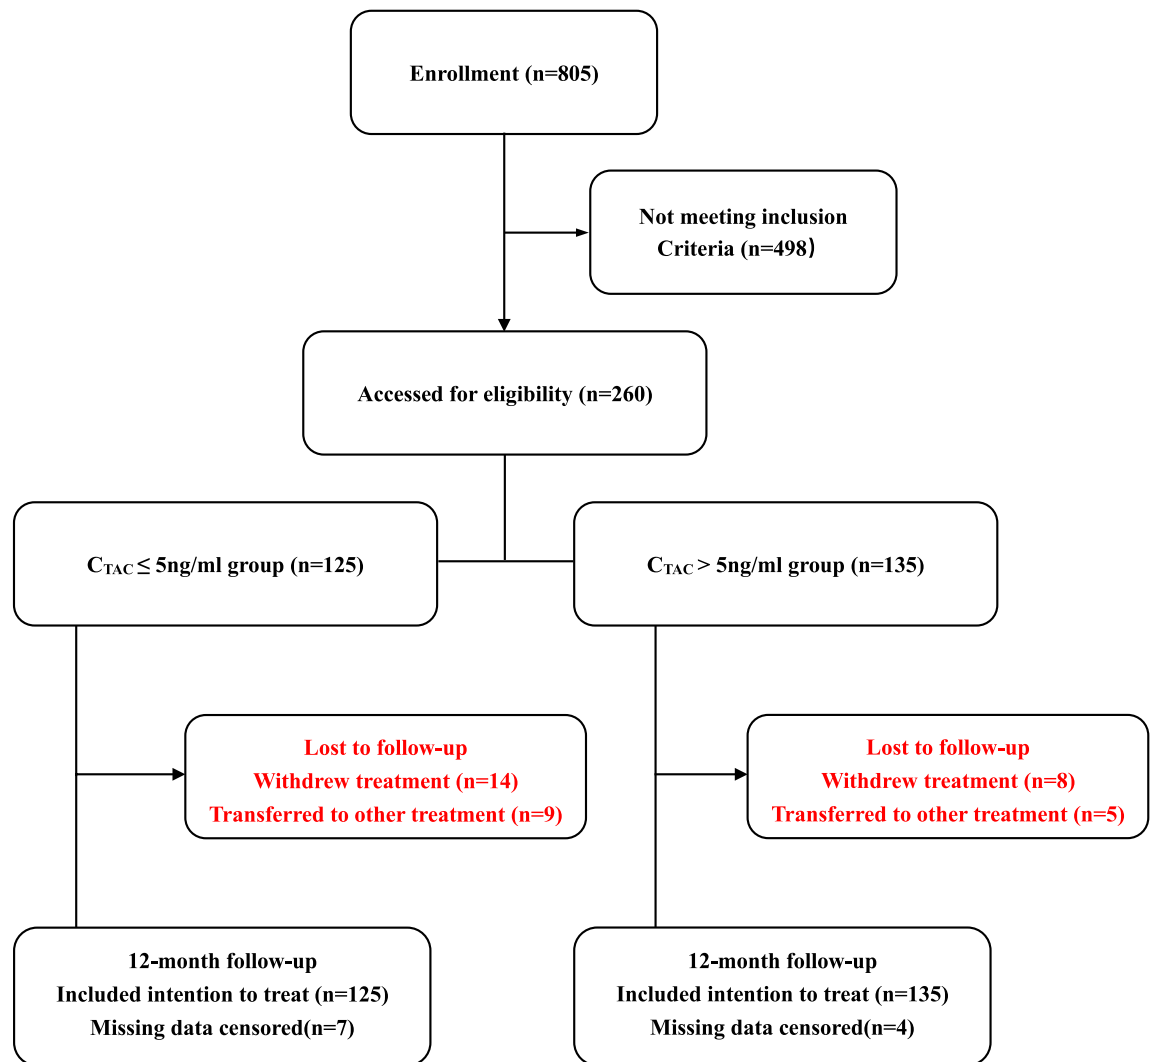 Enrollment (n=805)
Not meeting inclusion
Criteria (n=498)
Accessed for eligibility (n=260)
CTAC ≤ 5ng/ml group (n=125)
CTAC > 5ng/ml group (n=135)
Lost to follow-up
Withdrew treatment (n=14)
Transferred to other treatment (n=9)
Lost to follow-up
Withdrew treatment (n=8)
Transferred to other treatment (n=5)
12-month follow-up
Included intention to treat (n=125)
Missing data censored(n=7)
12-month follow-up
Included intention to treat (n=135)
Missing data censored(n=4)